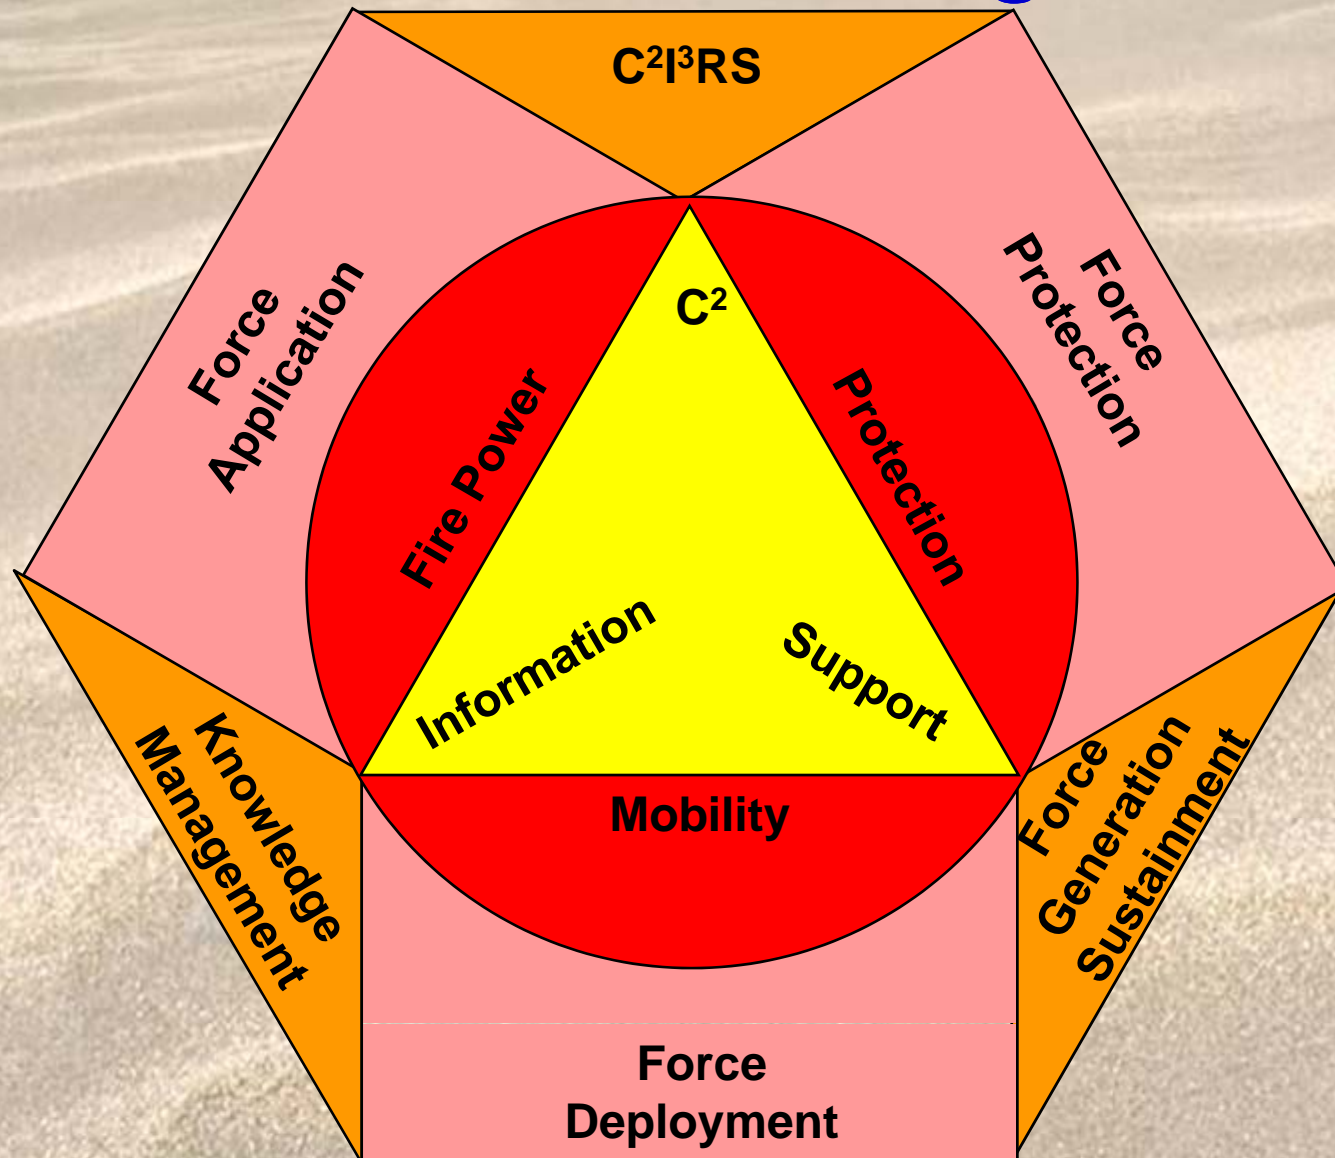 C²I³RS
Force
Application
Force
Protection
C²
Fire Power
Protection
Information
Support
Mobility
Knowledge
Management
Force
Generation
Sustainment
Force
Deployment